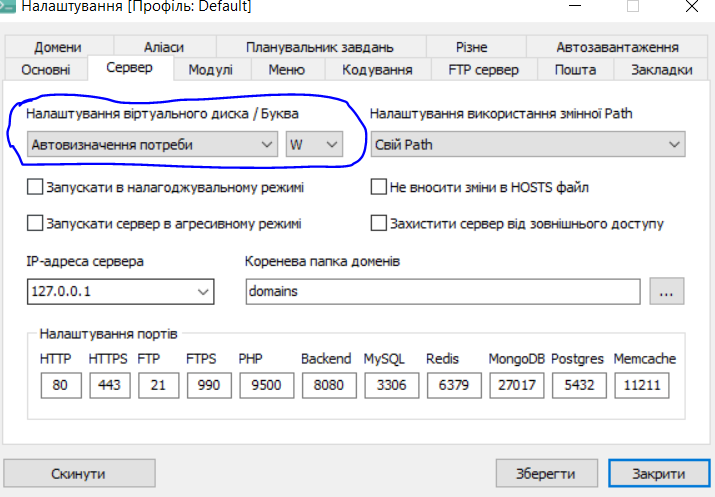 Налаштування [Профіль: Default]
Домени Аліаси Планувальник завдань Різне Автозавантаження
Основні Сервер Модулі Меню Кодування FTP сервер Пошта Закладки
Налаштування віртуального диска / Буква Налаштування використання змінної Path
Автовизначення потреби W Свій Path
Запускати в налагоджувальному режимі Не вносити зміни в HOSTS файл
Запускати сервер в агресивному режимі Захистити сервер від зовнішнього доступу
IP-адреса сервера Коренева папка доменів
127.0.0.1 domains ...
Налаштування портів
HTTP HTTPS FTP FTPS PHP Backend MySQL Redis MongoDB Postgres Memcache
80 443 21 990 9500 8080 3306 6379 27017 5432 11211
Скинути Зберегти Закрити